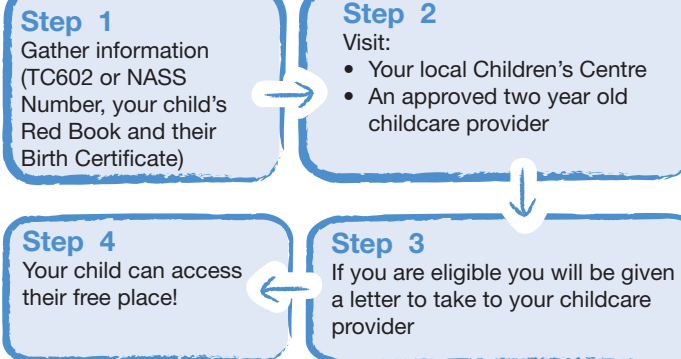 Step 1
Gather information
(TC602 or NASS
Number, your child's
Red Book and their
Birth Certificate)
Step 2
Visit:
• Your local Children's Centre
• An approved two year old
childcare provider
Step 3
If you are eligible you will be given
a letter to take to your childcare
provider
Step 4
Your child can access
their free place!